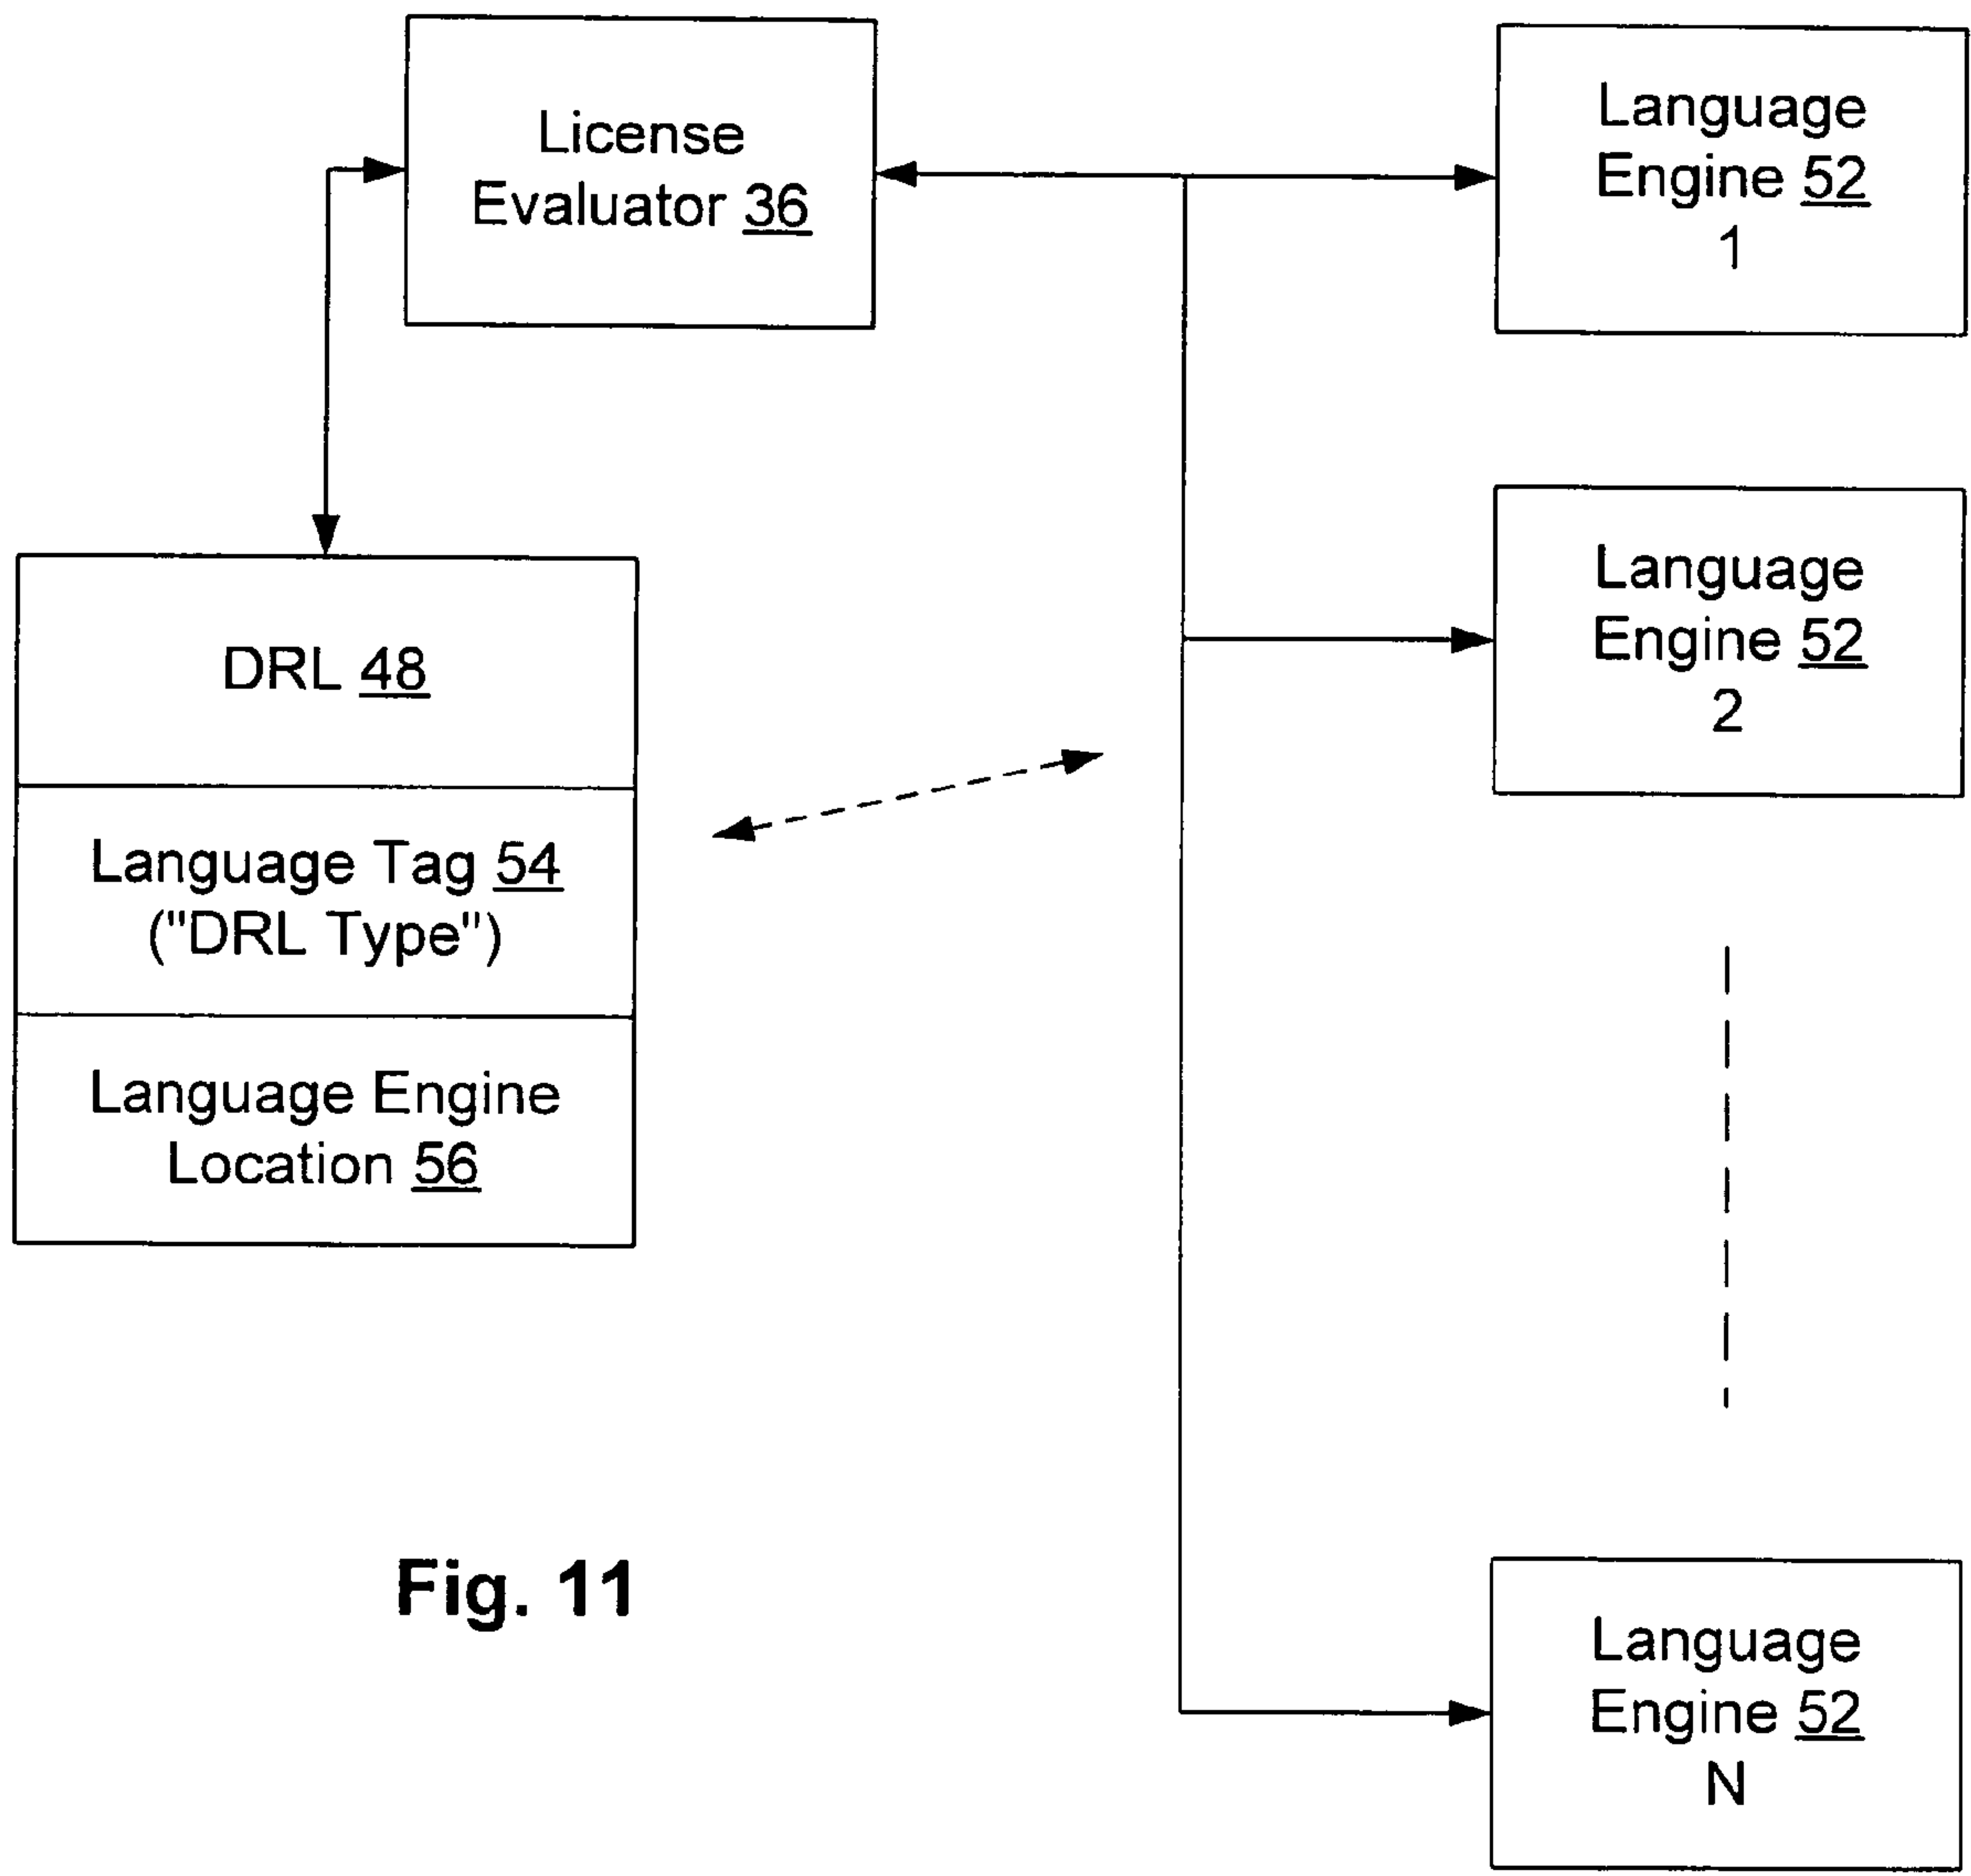 License
Evaluator 36
Language
Engine 52
1
Language
Engine 52
2
DRL 48
Language Tag 54
("DRL Type")
Language Engine
Location 56
Fig. 11
Language
Engine 52
N